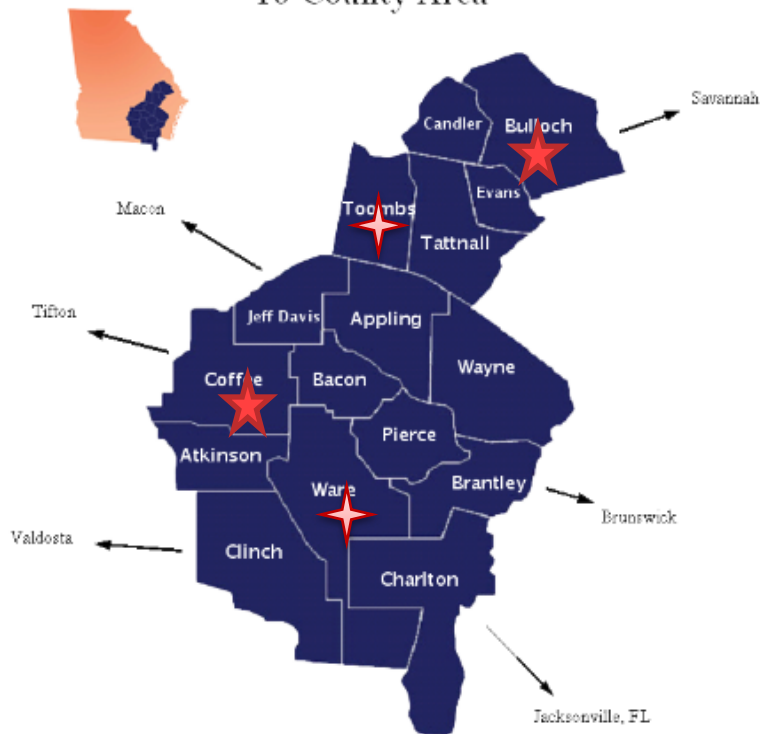 Savannah
Candler
Bulloch
Evans
Macon
Toombs
Tattnall
Tifton
Jeff Davis
Appling
Wayne
Coffee
Bacon
Pierce
Atkinson
Ware
Brantley
Brunswick
Valdosta
Clinch
Charlton
Jacksonville, FL